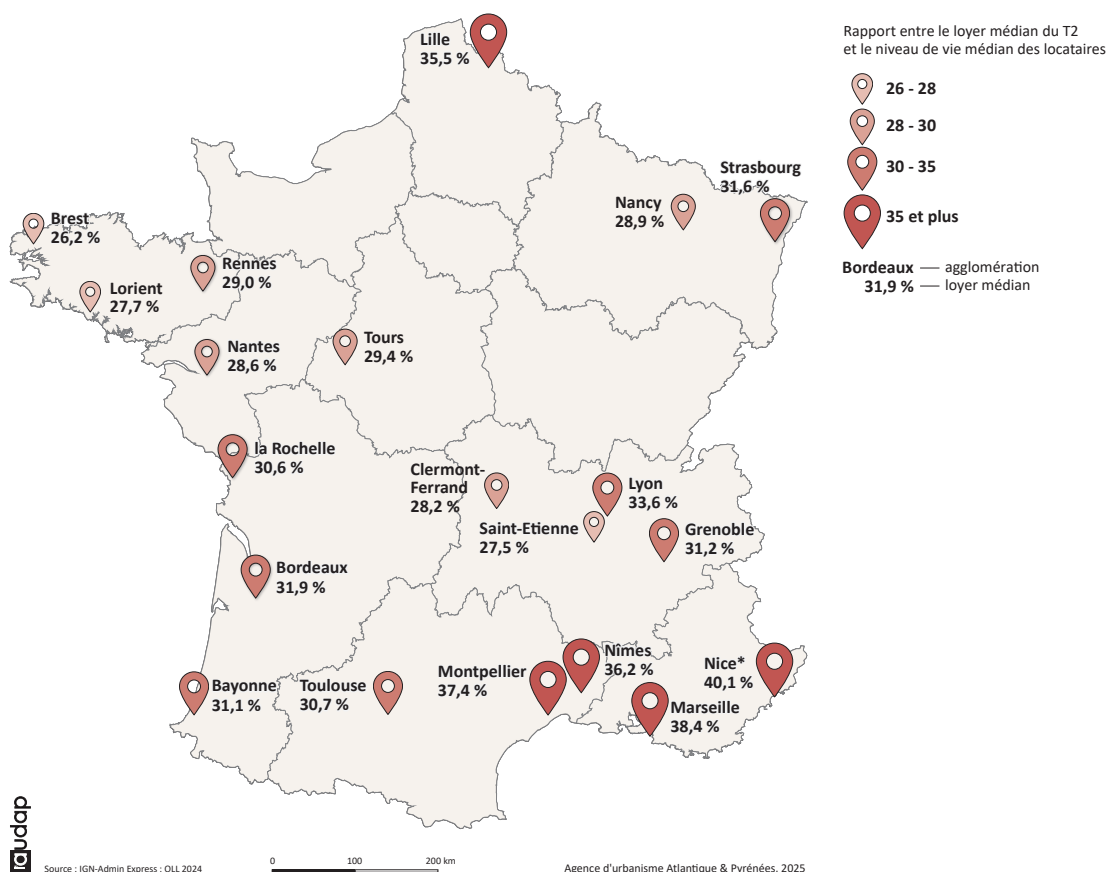 Rapport entre le loyer médian du T2
et le niveau de vie médian des locataires
26 - 28
28 - 30
30 - 35
35 et plus
Bordeaux — agglomération
31,9 % — loyer médian
Lille
35,5 %
Strasbourg
31,6 %
Nancy
28,9 %
Brest
26,2 %
Rennes
29,0 %
Lorient
27,7 %
Nantes
28,6 %
Tours
29,4 %
la Rochelle
30,6 %
Clermont-
Ferrand
28,2 %
Lyon
33,6 %
Saint-Etienne
27,5 %
Grenoble
31,2 %
Bordeaux
31,9 %
Bayonne
31,1 %
Toulouse
30,7 %
Montpellier
37,4 %
Nîmes
36,2 %
Nice*
40,1 %
Marseille
38,4 %
audap
Source : IGN-Admin Express ; OLL 2024
0 100 200 km
Agence d'urbanisme Atlantique & Pyrénées, 2025